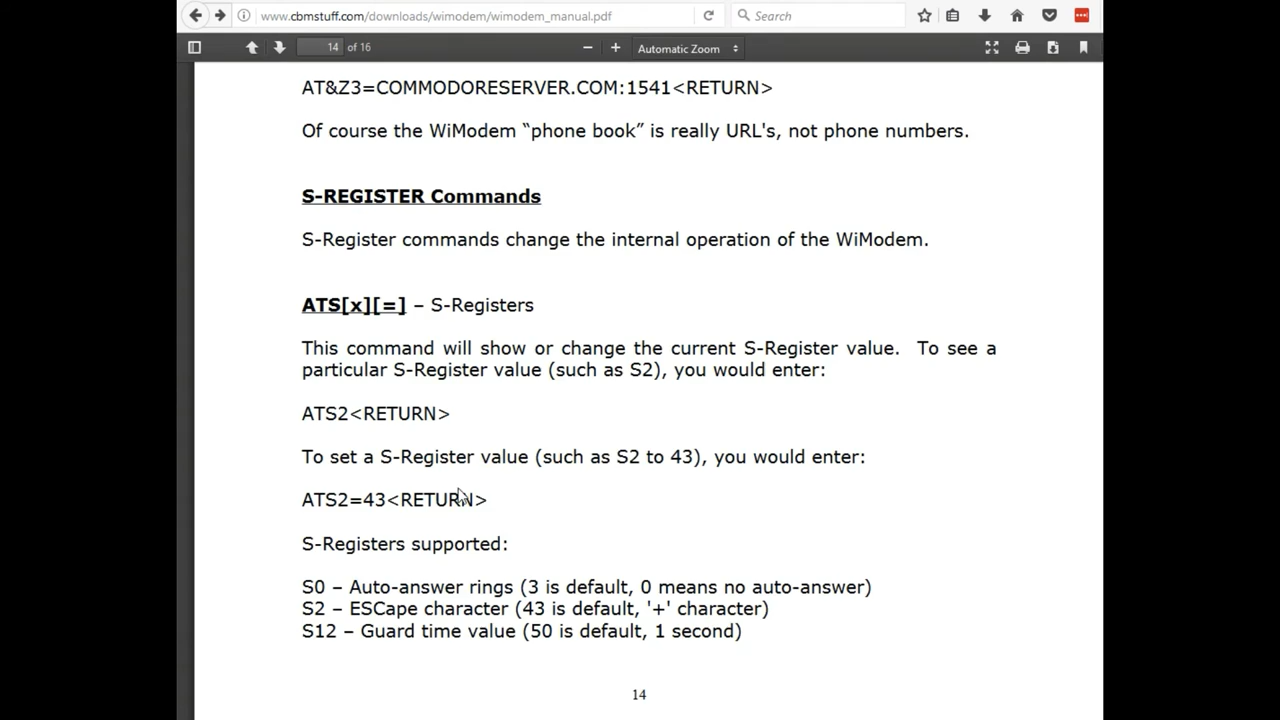 www.cbmstuff.com/downloads/wimodem/wimodem_manual.pdf
Search
14 of 16
Automatic Zoom
AT&Z3=COMMODORESERVER.COM:1541<RETURN>
Of course the WiModem “phone book” is really URL's, not phone numbers.
S-REGISTER Commands
S-Register commands change the internal operation of the WiModem.
ATS[x][=] – S-Registers
This command will show or change the current S-Register value. To see a
particular S-Register value (such as S2), you would enter:
ATS2<RETURN>
To set a S-Register value (such as S2 to 43), you would enter:
ATS2=43<RETURN>
S-Registers supported:
S0 – Auto-answer rings (3 is default, 0 means no auto-answer)
S2 – ESCape character (43 is default, '+' character)
S12 – Guard time value (50 is default, 1 second)
14